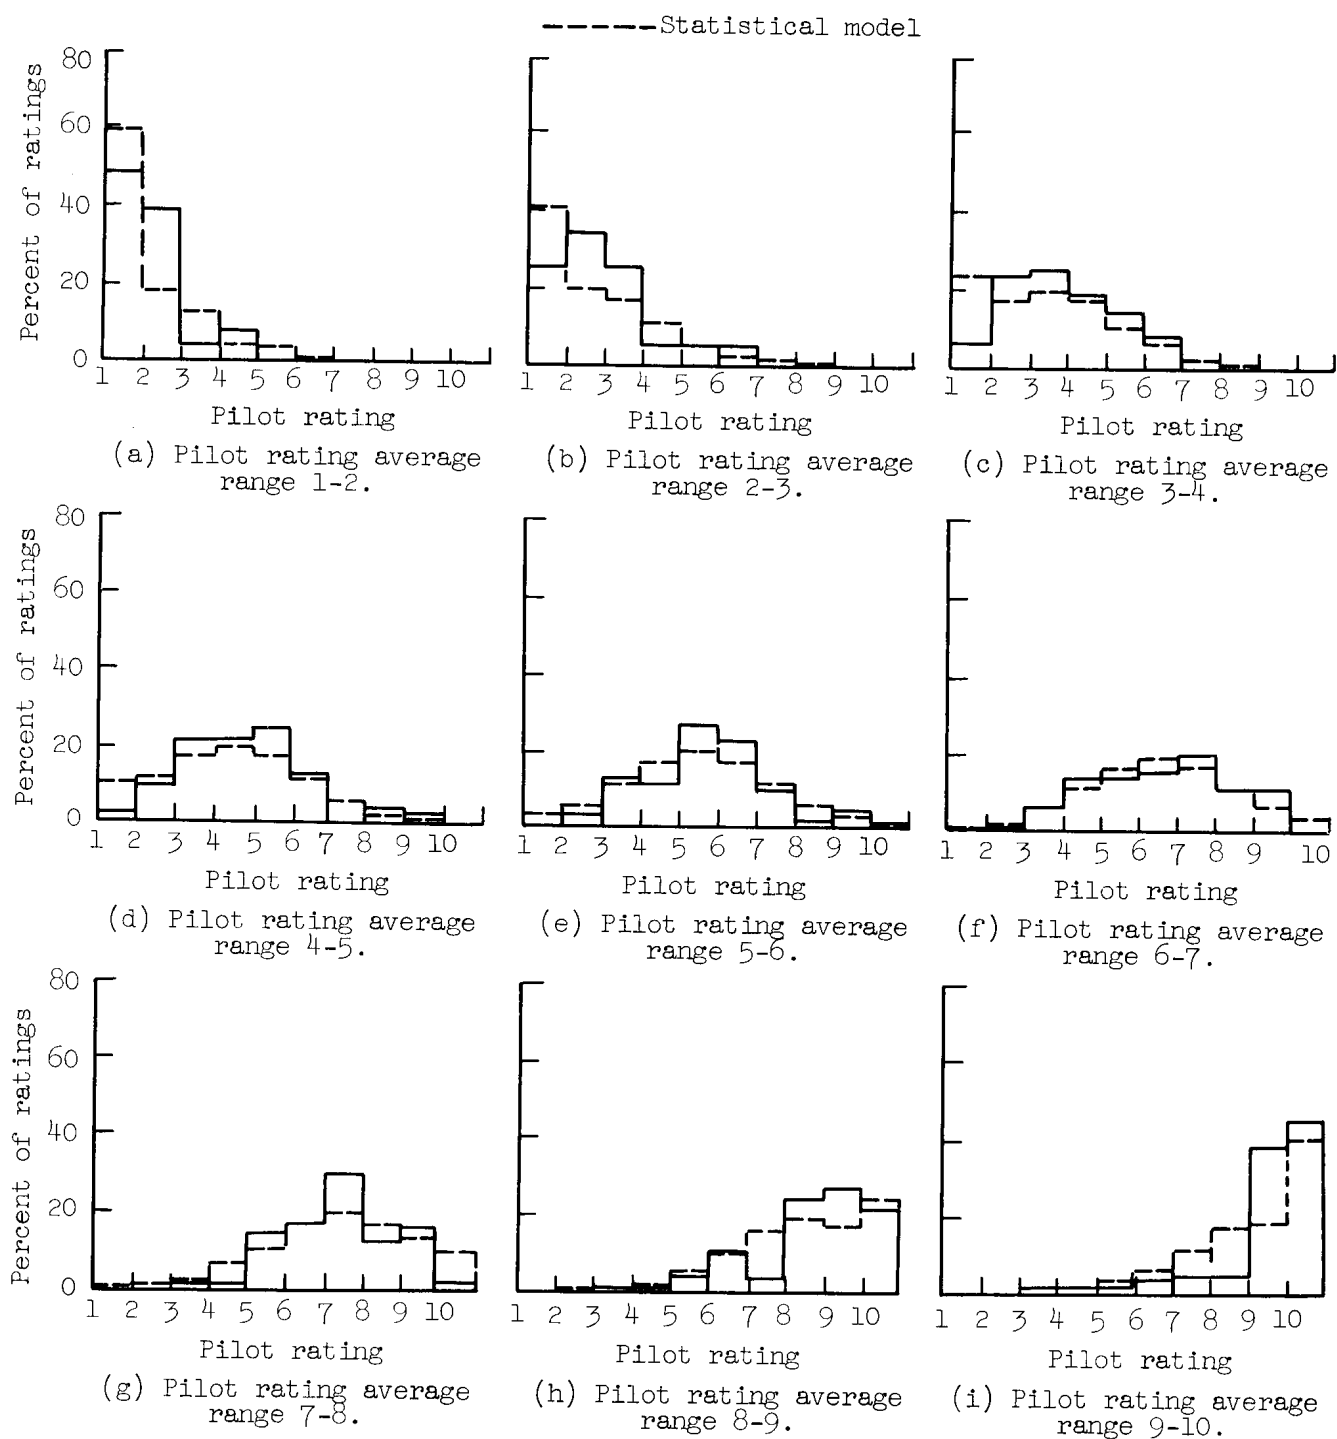 Statistical model
Percent of ratings
80
60
40
20
0
1 2 3 4 5 6 7 8 9 10
Pilot rating
(a) Pilot rating average
range 1-2.
1 2 3 4 5 6 7 8 9 10
Pilot rating
(b) Pilot rating average
range 2-3.
1 2 3 4 5 6 7 8 9 10
Pilot rating
(c) Pilot rating average
range 3-4.
Percent of ratings
80
60
40
20
0
1 2 3 4 5 6 7 8 9 10
Pilot rating
(d) Pilot rating average
range 4-5.
1 2 3 4 5 6 7 8 9 10
Pilot rating
(e) Pilot rating average
range 5-6.
1 2 3 4 5 6 7 8 9 10
Pilot rating
(f) Pilot rating average
range 6-7.
Percent of ratings
80
60
40
20
0
1 2 3 4 5 6 7 8 9 10
Pilot rating
(g) Pilot rating average
range 7-8.
1 2 3 4 5 6 7 8 9 10
Pilot rating
(h) Pilot rating average
range 8-9.
1 2 3 4 5 6 7 8 9 10
Pilot rating
(i) Pilot rating average
range 9-10.